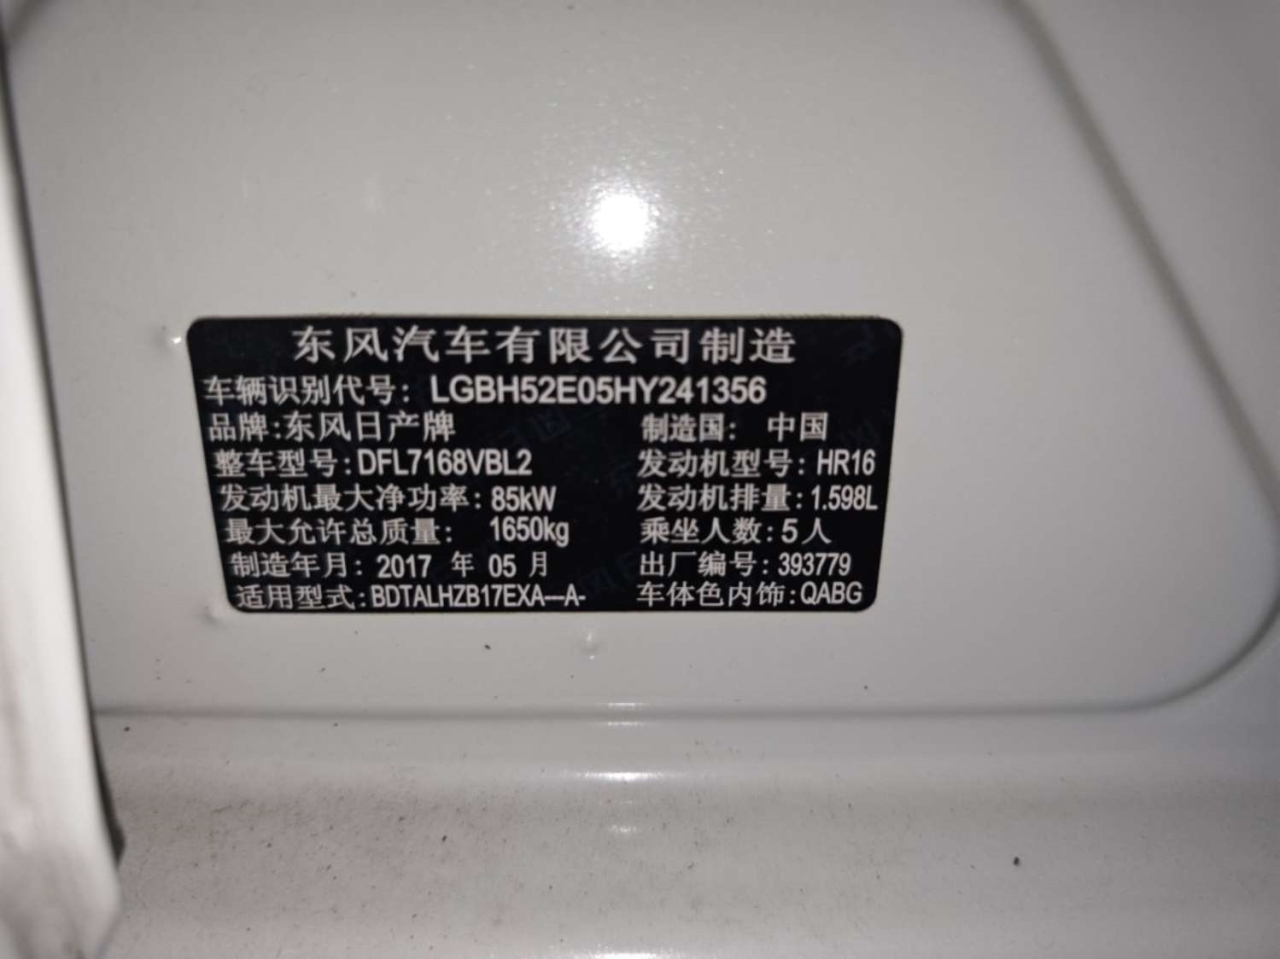 东风汽车有限公司制造
车辆识别代号: LGBH52E05HY241356
品牌:东风日产牌 制造国: 中国
整车型号:DFL7168VBL2 发动机型号:HR16
发动机最大净功率:85kW 发动机排量:1.598L
最大允许总质量: 1650kg 乘坐人数:5人
制造年月: 2017 年 05 月 出厂编号:393779
适用型式:BDTALHZB17EXA---A- 车体色内饰:QABG